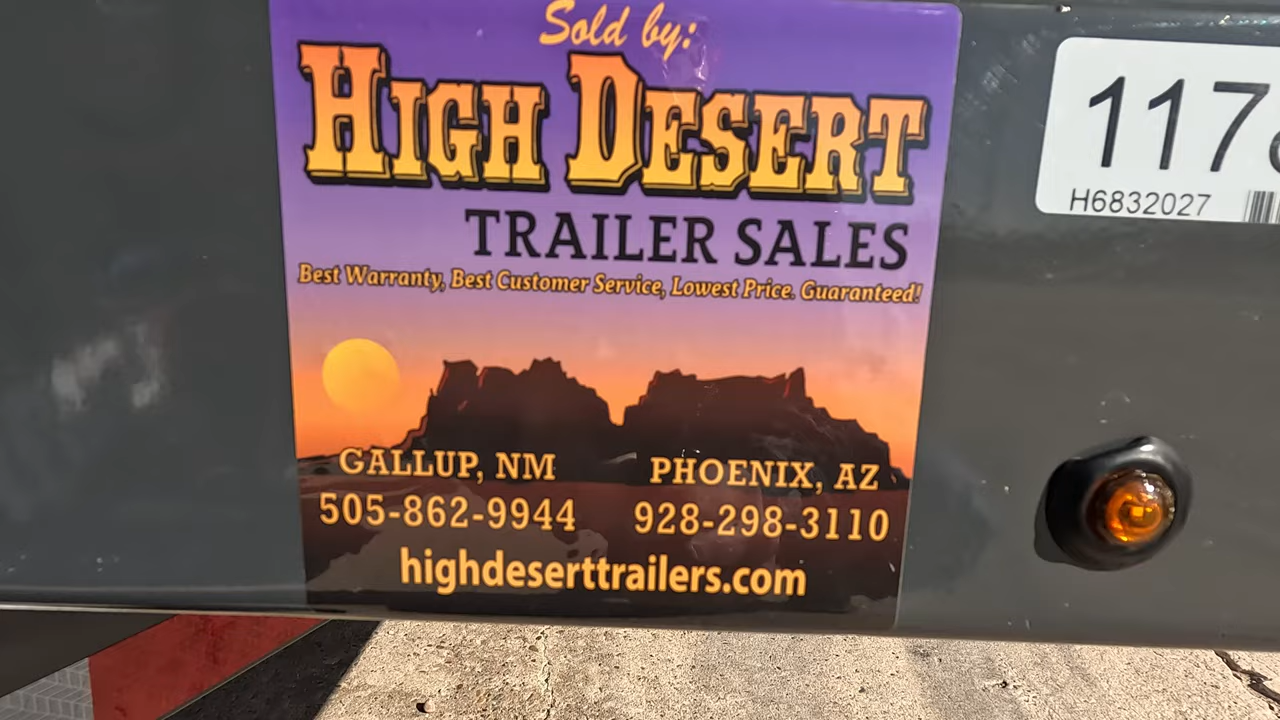 Sold by:
HIGH DESERT
TRAILER SALES
Best Warranty, Best Customer Service, Lowest Price. Guaranteed!
GALLUP, NM
505-862-9944
PHOENIX, AZ
928-298-3110
highdeserttrailers.com
117
H6832027